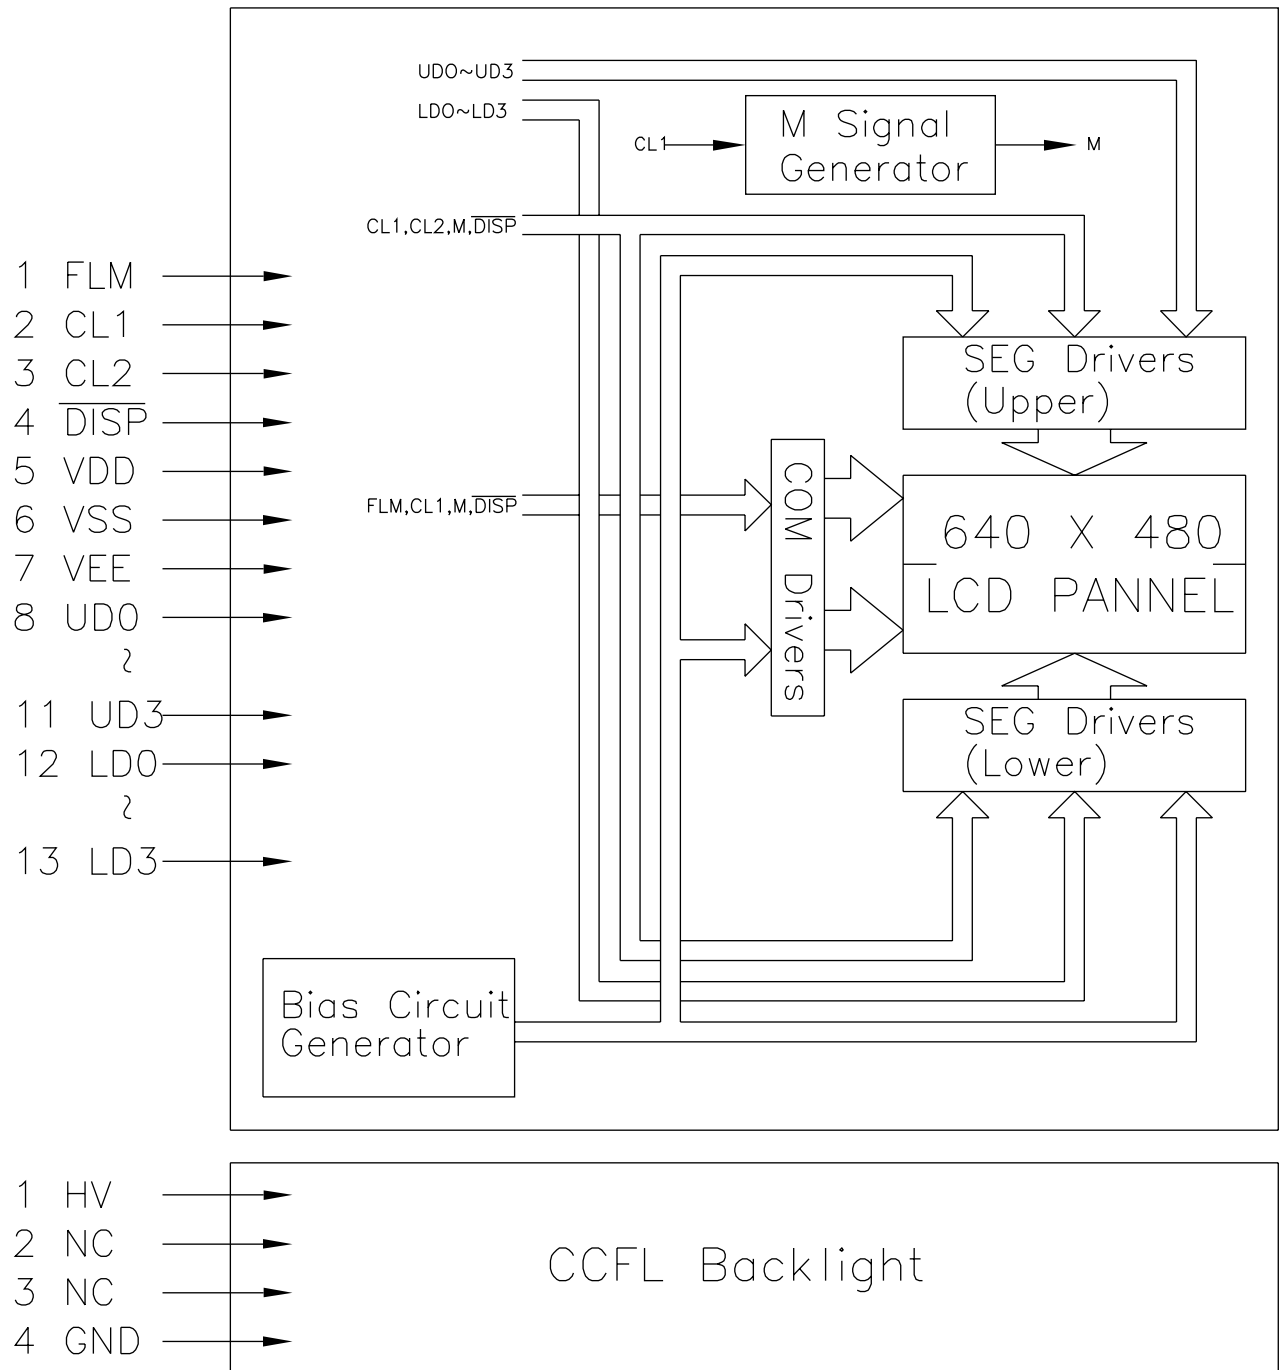 UD0~UD3
LD0~LD3
M Signal
Generator
CL1
M
CL1,CL2,M,D̅I̅S̅P̅
1 FLM
2 CL1
3 CL2
4 D̅I̅S̅P̅
5 VDD
6 VSS
7 VEE
8 UD0
~
11 UD3
12 LD0
~
13 LD3
SEG Drivers
(Upper)
FLM,CL1,M,D̅I̅S̅P̅
COM Drivers
640 X 480
LCD PANNEL
SEG Drivers
(Lower)
Bias Circuit
Generator
1 HV
2 NC
3 NC
4 GND
CCFL Backlight